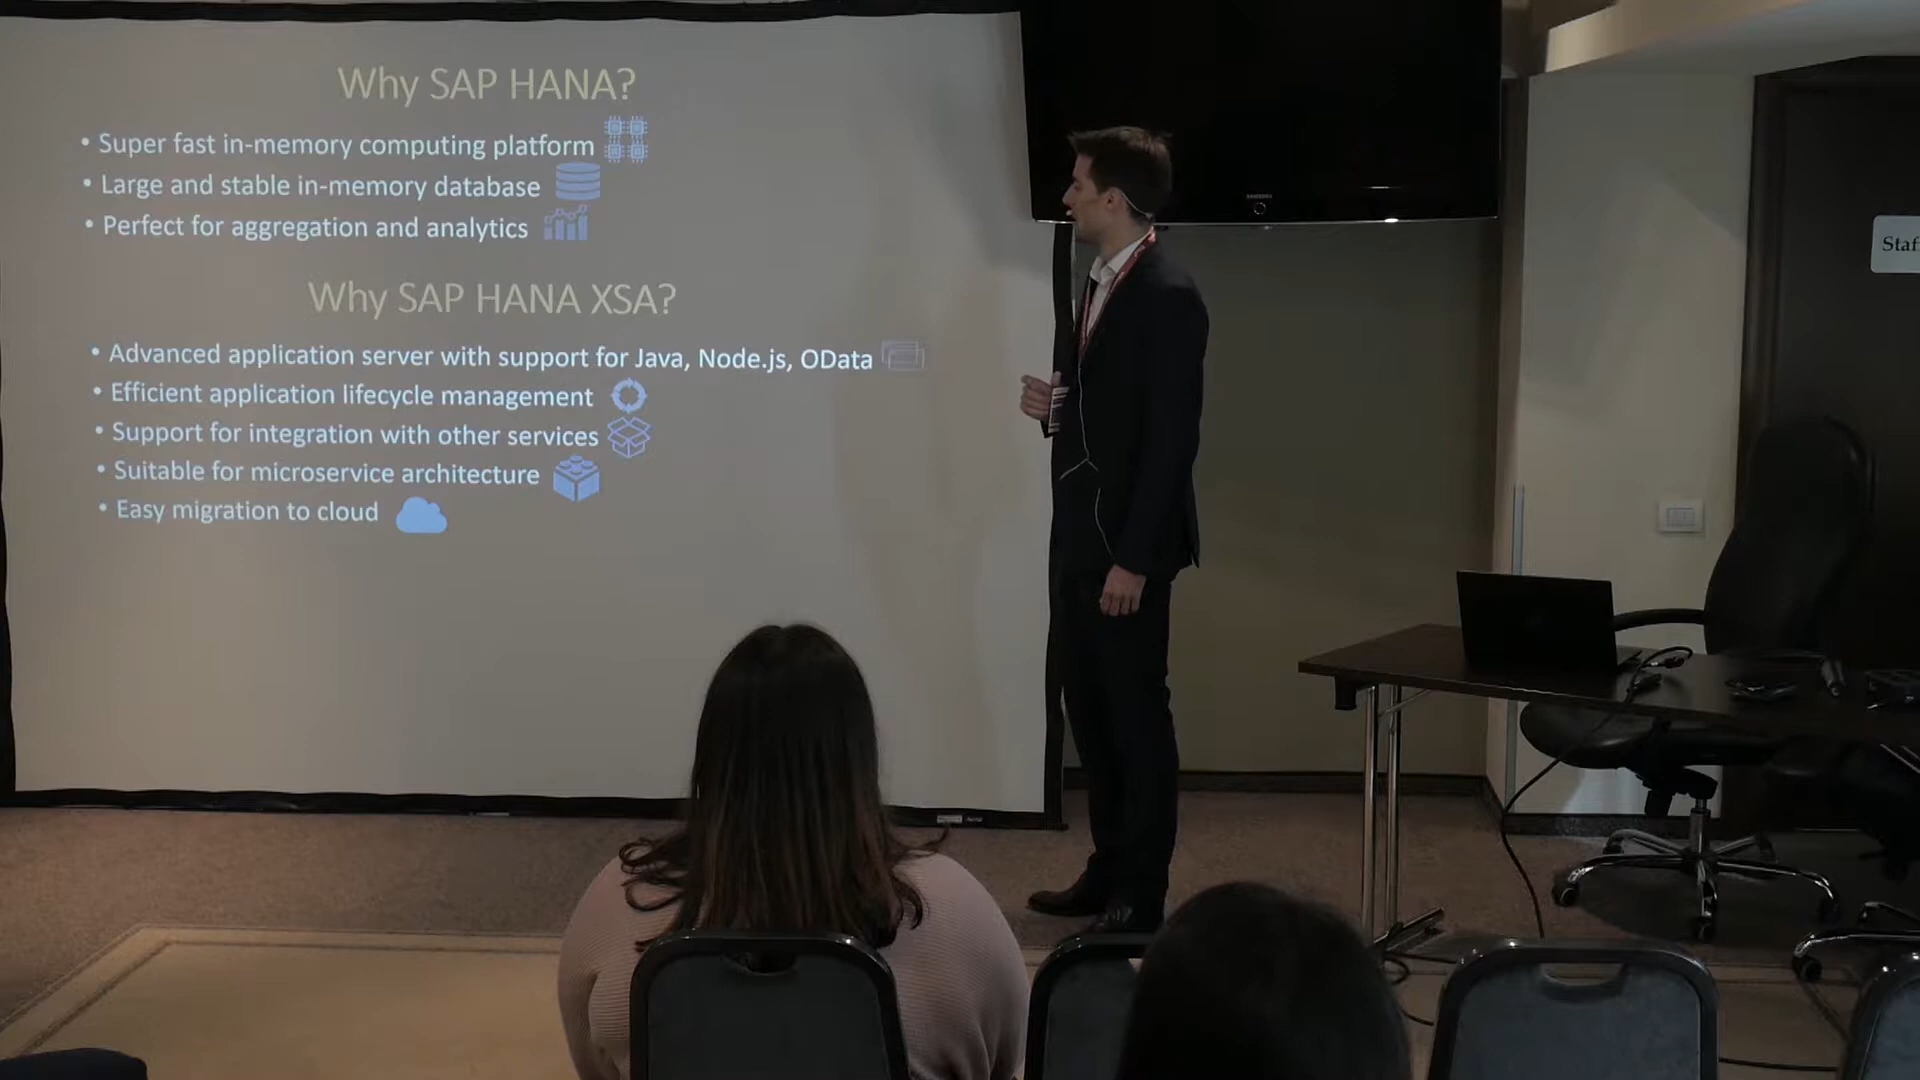 Why SAP HANA?
• Super fast in-memory computing platform
• Large and stable in-memory database
• Perfect for aggregation and analytics
Why SAP HANA XSA?
• Advanced application server with support for Java, Node.js, OData
• Efficient application lifecycle management
• Support for integration with other services
• Suitable for microservice architecture
• Easy migration to cloud
SAMSUNG
Staf